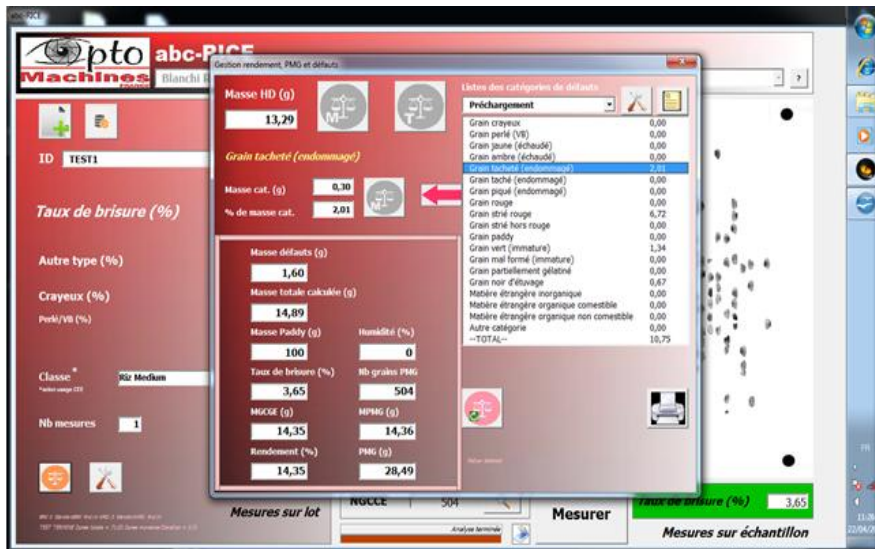 abc-RICE
Opto
Machines
FRANCE
abc-RICE
Blanchi
?
ID TEST1
Taux de brisure (%)
Autre type (%)
Crayeux (%)
Perlé/VB (%)
Classe *
Riz Medium
Nb mesures 1
Gestion rendement, PMG et défauts
Masse HD (g)
13,29
M
T
Grain tacheté (endommagé)
Masse cat. (g) 0,30
M
% de masse cat. 2,01
Masse défauts (g)
1,60
Masse totale calculée (g)
14,89
Masse Paddy (g) Humidité (%)
100 0
Taux de brisure (%) Nb grains PMG
3,65 504
MGCGE (g) MPMG (g)
14,35 14,36
Rendement (%) PMG (g)
14,35 28,49
Listes des catégories de défauts
Préchargement
Grain crayeux 0,00
Grain perlé (VB) 0,00
Grain jaune (échaudé) 0,00
Grain ambre (échaudé) 0,00
Grain tacheté (endommagé) 2,01
Grain taché (endommagé) 0,00
Grain piqué (endommagé) 0,00
Grain rouge 0,00
Grain strié rouge 6,72
Grain strié hors rouge 0,00
Grain paddy 0,00
Grain vert (immature) 1,34
Grain mal formé (immature) 0,00
Grain partiellement gélatiné 0,00
Grain noir d'étuvage 0,67
Matière étrangère inorganique 0,00
Matière étrangère organique comestible 0,00
Matière étrangère organique non comestible 0,00
Autre catégorie 0,00
--TOTAL-- 10,75
Mesures sur lot
NGCCE 504
Analyse terminée
Mesurer
Taux de brisure (%) 3,65
Mesures sur échantillon
FR